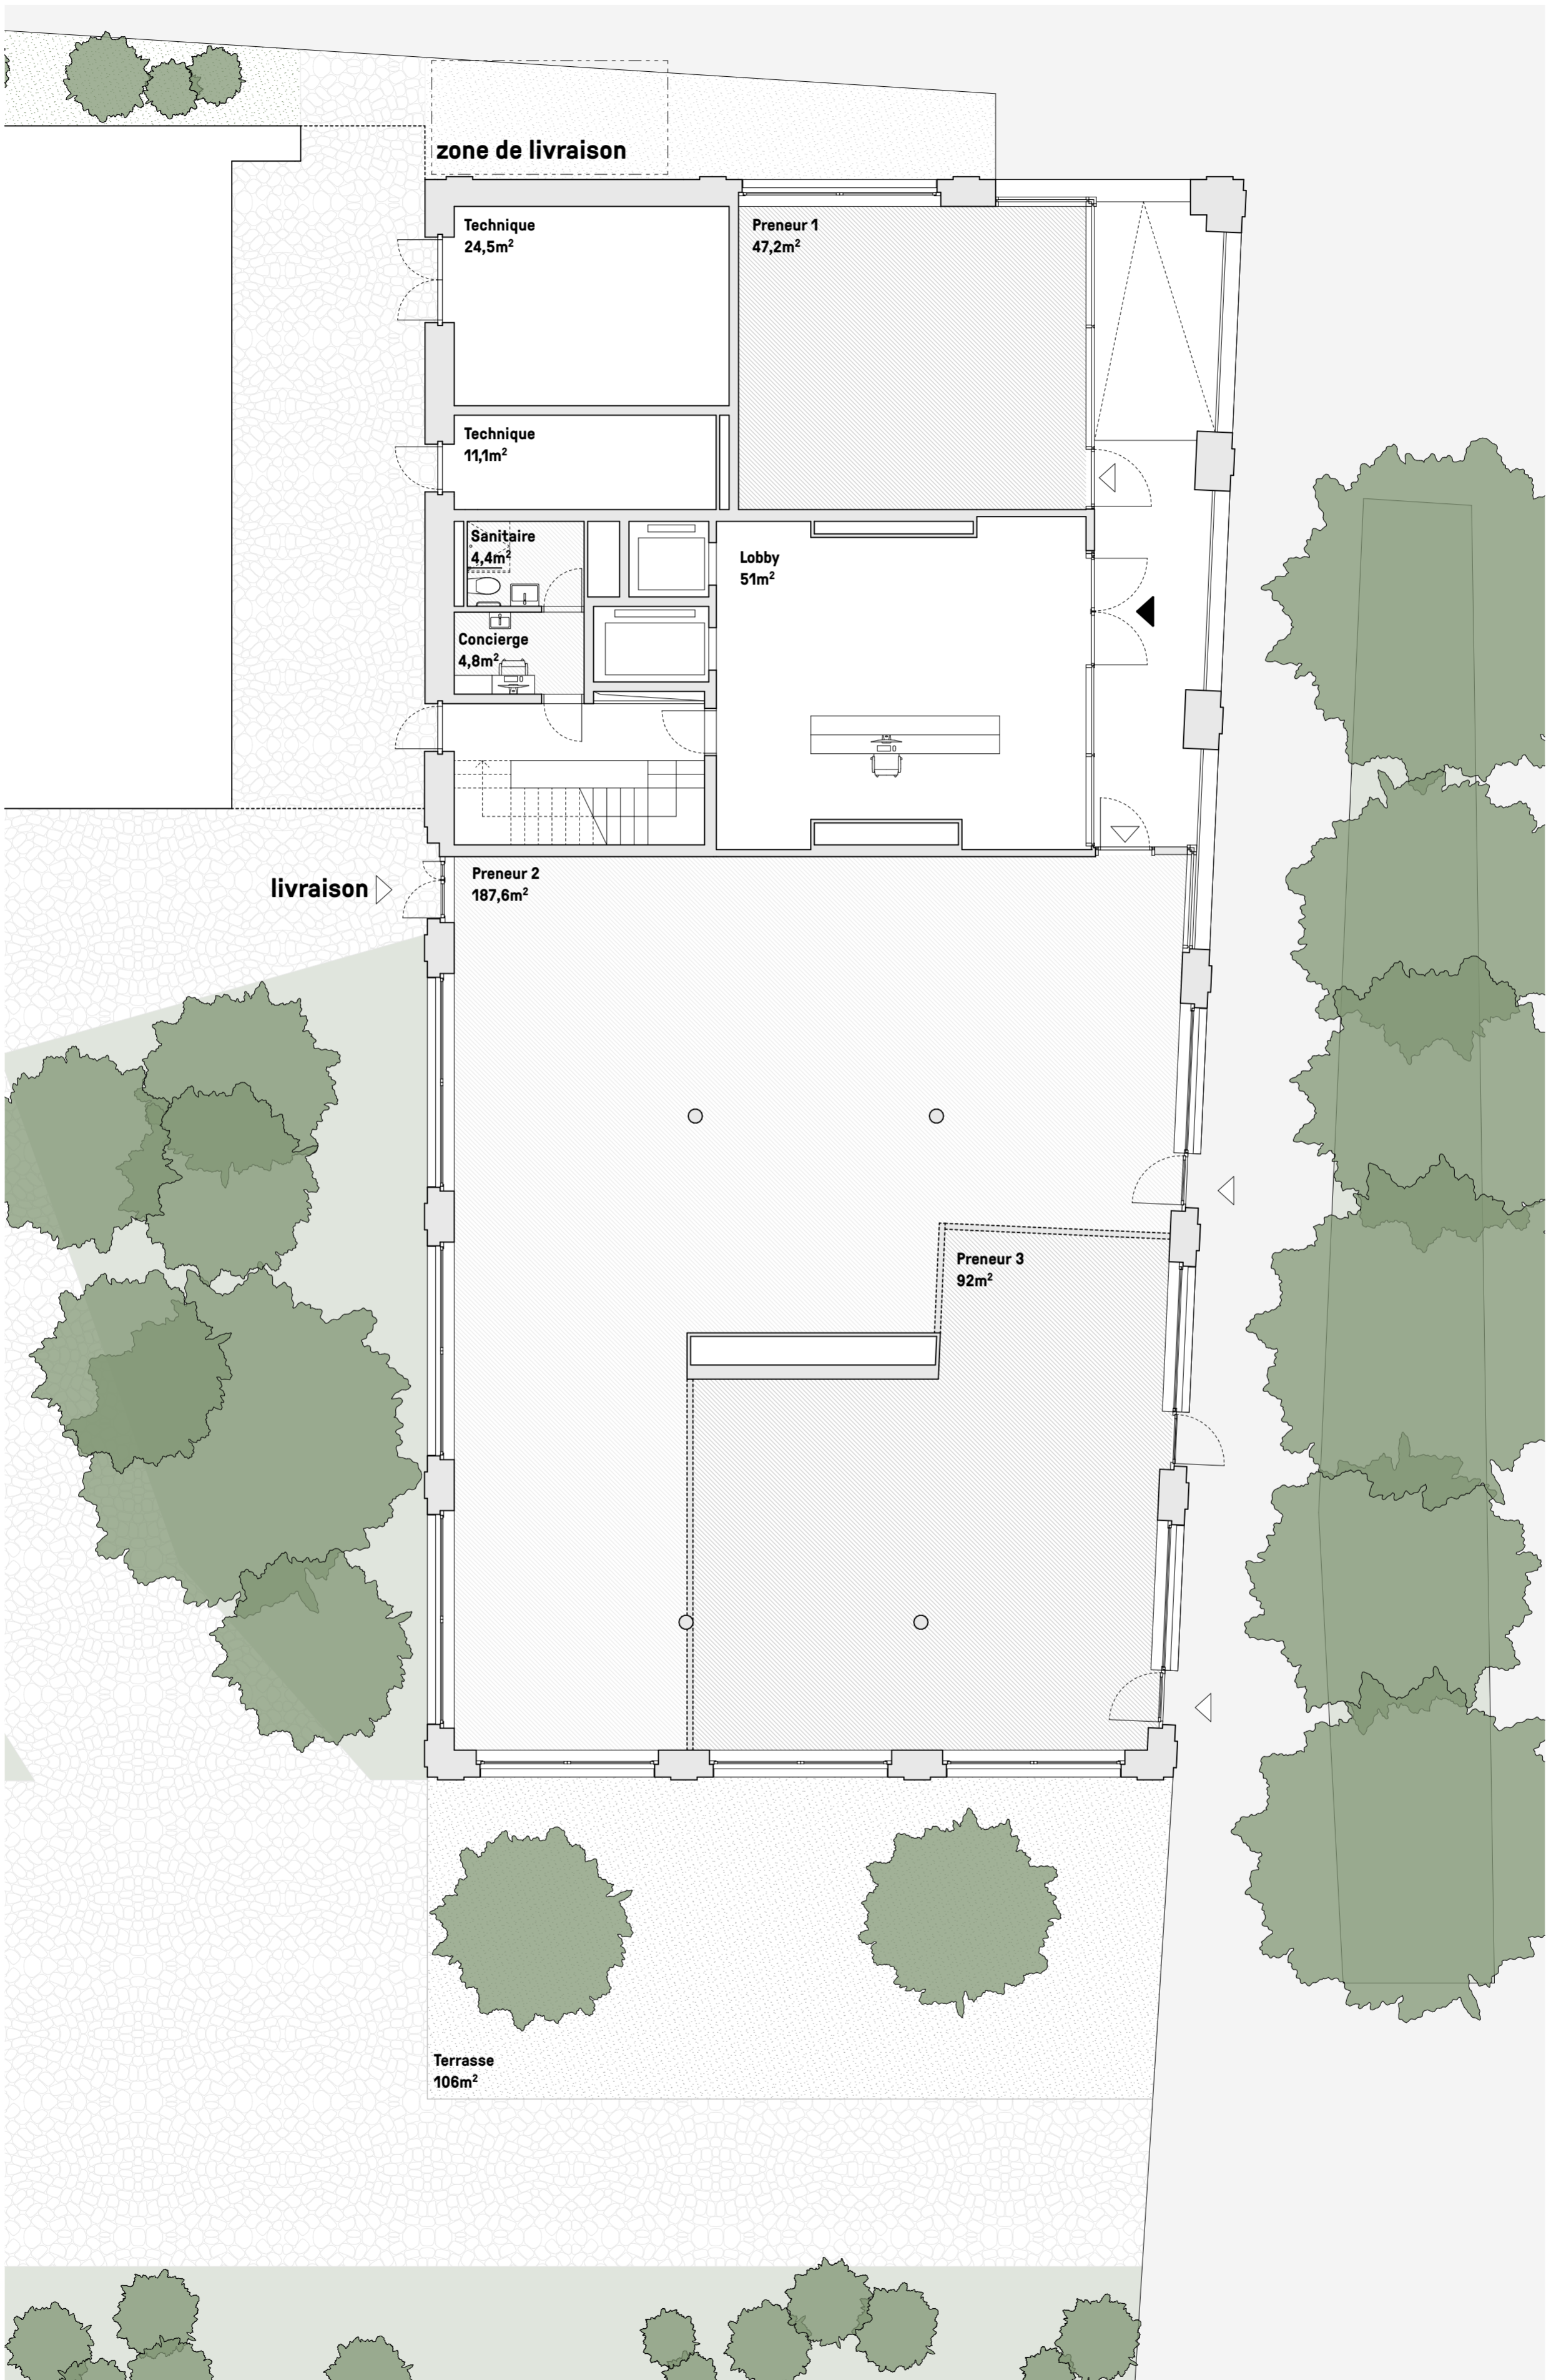 zone de livraison
Technique
24,5m²
Preneur 1
47,2m²
Technique
11,1m²
Sanitaire
4,4m²
Lobby
51m²
Concierge
4,8m²
Preneur 2
187,6m²
livraison
Preneur 3
92m²
Terrasse
106m²